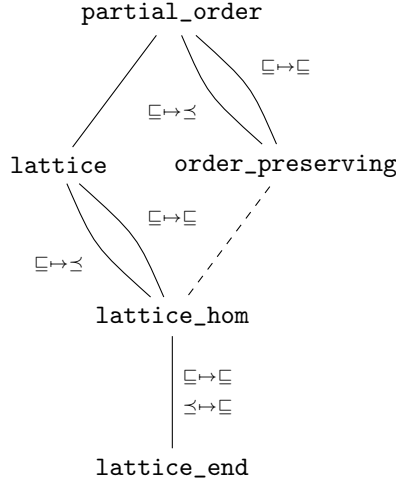 partial_order
⊑↦⊑
⊑↦⪯
lattice
order_preserving
⊑↦⊑
⊑↦⪯
lattice_hom
⊑↦⊑
⪯↦⊑
lattice_end